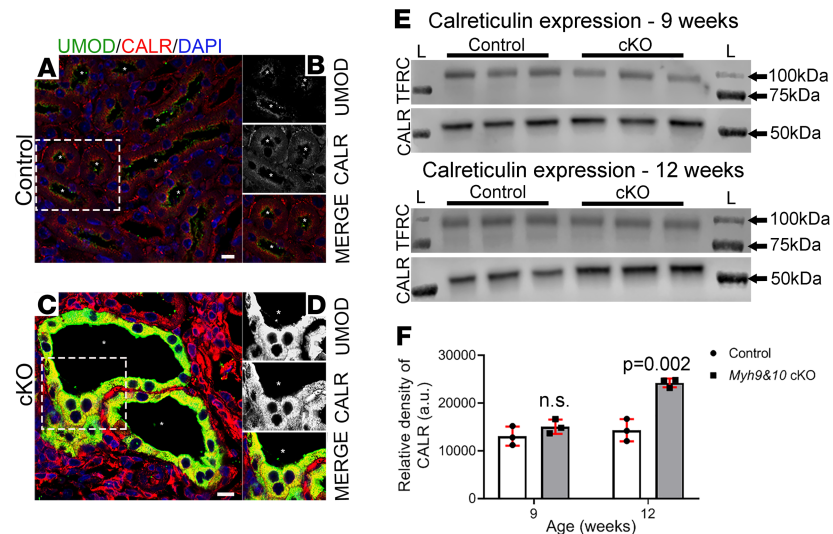 UMOD/CALR/DAPI
A
B
Control
UMOD
CALR
MERGE
C
D
cKO
UMOD
CALR
MERGE
E
Calreticulin expression - 9 weeks
L Control cKO L
TFRC
100kDa
75kDa
CALR
50kDa
Calreticulin expression - 12 weeks
L Control cKO L
TFRC
100kDa
75kDa
CALR
50kDa
F
Relative density of
CALR (a.u.)
30000
20000
10000
0
n.s.
p=0.002
9 12
Age (weeks)
Control
Myh9&10 cKO